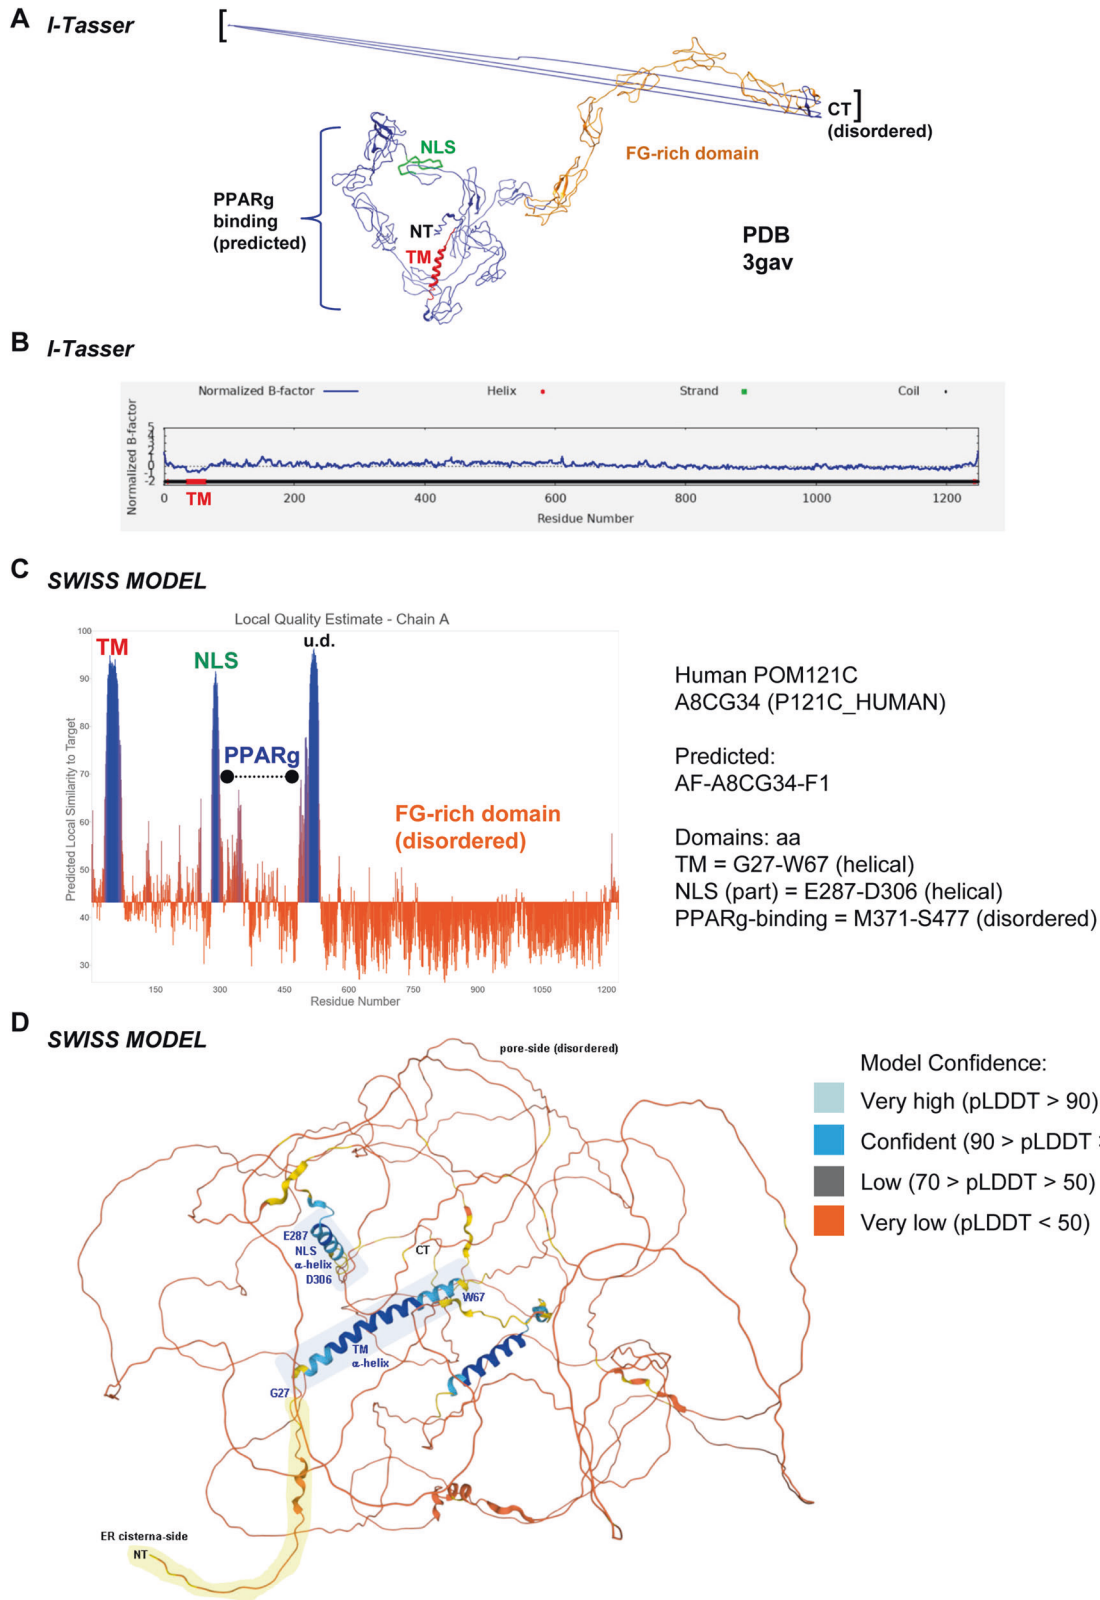 A I-Tasser
NLS
CT
(disordered)
FG-rich domain
PPARg
binding
(predicted)
NT
TM
PDB
3gav
B I-Tasser
Normalized B-factor Helix Strand Coil
Normalized B-factor
5
4
3
2
1
0
-1
-2
0 200 400 600 800 1000 1200
TM
Residue Number
C SWISS MODEL
Local Quality Estimate - Chain A
Predicted Local Similarity to Target
100
90
80
70
60
50
40
30
TM
NLS
u.d.
PPARg
FG-rich domain
(disordered)
150 300 450 600 750 900 1050 1200
Residue Number
Human POM121C
A8CG34 (P121C_HUMAN)
Predicted:
AF-A8CG34-F1
Domains: aa
TM = G27-W67 (helical)
NLS (part) = E287-D306 (helical)
PPARg-binding = M371-S477 (disordered)
D SWISS MODEL
pore-side (disordered)
Model Confidence:
Very high (pLDDT > 90)
Confident (90 > pLDDT >
Low (70 > pLDDT > 50)
Very low (pLDDT < 50)
E287
NLS
α-helix
D306
CT
W67
TM
α-helix
G27
ER cisterna-side
NT